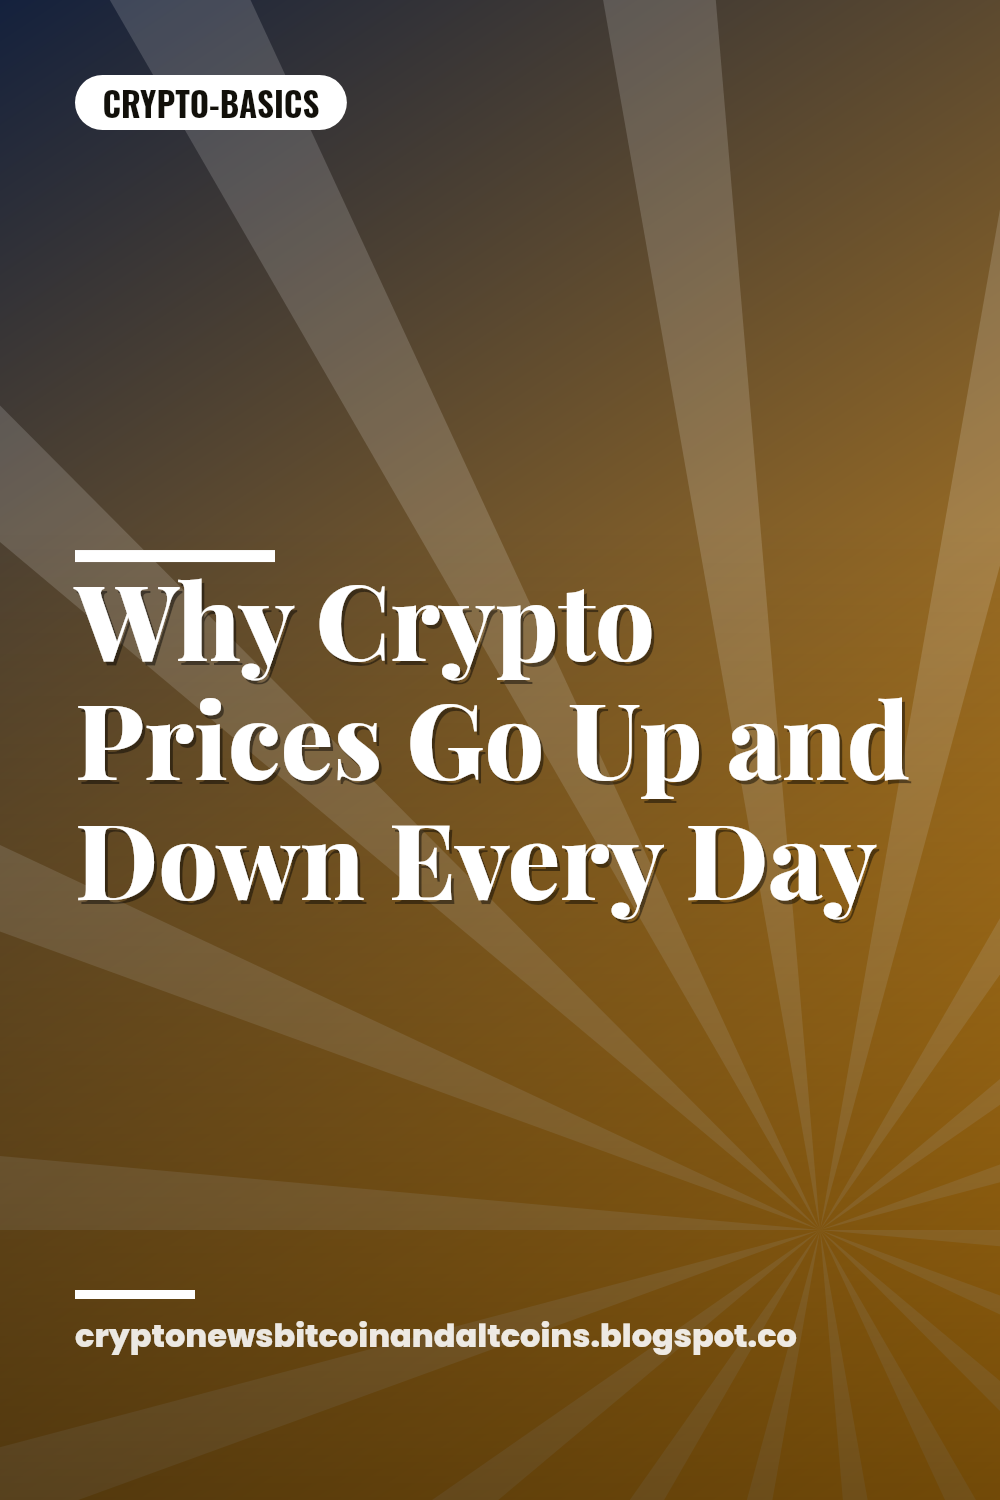 CRYPTO-BASICS
Why Crypto
Prices Go Up and
Down Every Day
cryptonewsbitcoinandaltcoins.blogspot.co